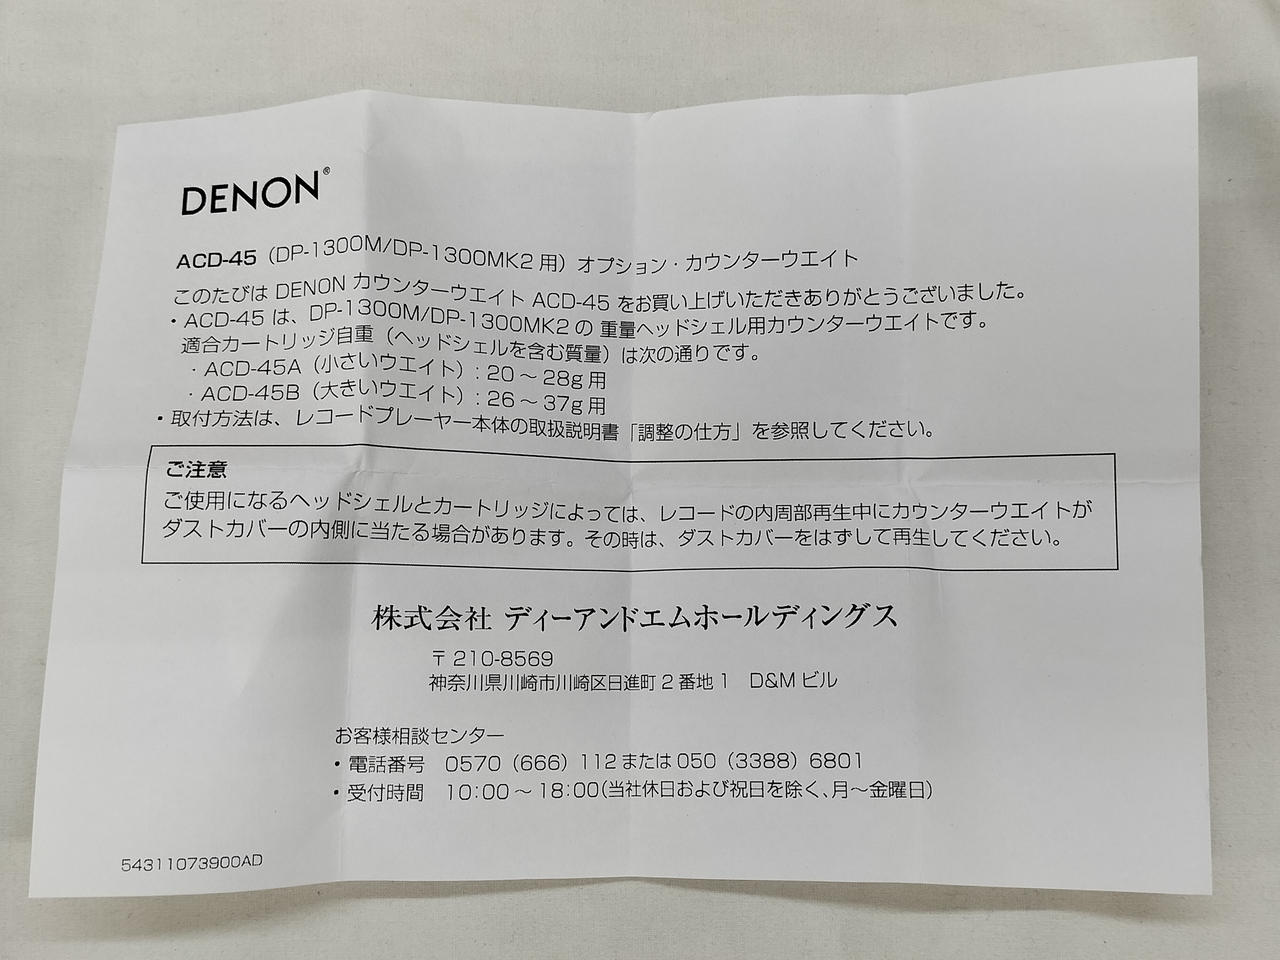 DENON®
ACD-45（DP-1300M/DP-1300MK2 用）オプション・カウンターウエイト
このたびは DENON カウンターウエイト ACD-45 をお買い上げいただきありがとうございました。
・ACD-45 は、DP-1300M/DP-1300MK2 の 重量ヘッドシェル用カウンターウエイトです。
適合カートリッジ自重（ヘッドシェルを含む質量）は次の通りです。
・ACD-45A（小さいウエイト）: 20 ～ 28g 用
・ACD-45B（大きいウエイト）: 26 ～ 37g 用
・取付方法は、レコードプレーヤー本体の取扱説明書「調整の仕方」を参照してください。
ご注意
ご使用になるヘッドシェルとカートリッジによっては、レコードの内周部再生中にカウンターウエイトが
ダストカバーの内側に当たる場合があります。その時は、ダストカバーをはずして再生してください。
株式会社 ディーアンドエムホールディングス
〒 210-8569
神奈川県川崎市川崎区日進町 2 番地 1　D&M ビル
お客様相談センター
・電話番号　0570（666）112 または 050（3388）6801
・受付時間　10:00 ～ 18:00（当社休日および祝日を除く、月～金曜日）
54311073900AD